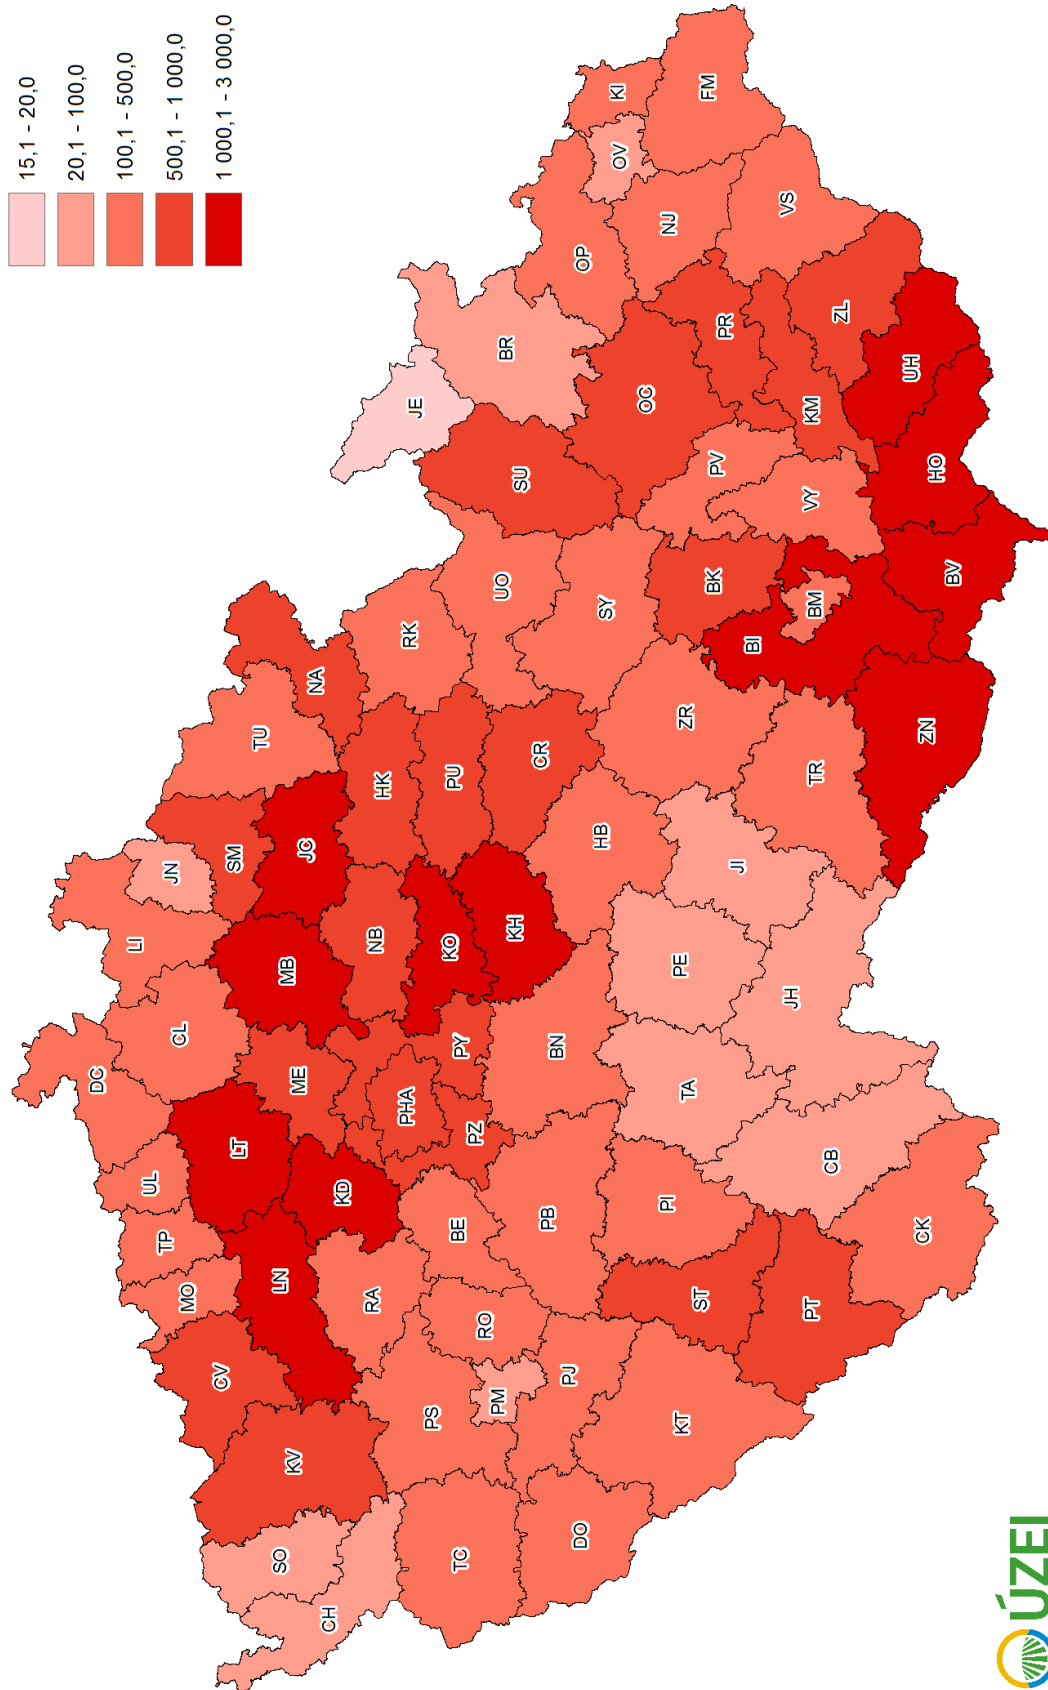 15,1 - 20,0
20,1 - 100,0
100,1 - 500,0
500,1 - 1 000,0
1 000,1 - 3 000,0
DC
LI
JN
CL
SM
TU
UL
TP
LT
MB
JC
NA
MO
ME
LN
CV
KD
NB
HK
RK
JE
KV
RA
PHA
KO
PU
UO
SU
BR
SO
CH
BE
PZ
PY
KH
CR
OP
OV
KI
PS
RO
PM
TC
PB
BN
HB
SY
OC
NJ
FM
PJ
DO
PI
TA
PE
JI
ZR
BK
PV
PR
VS
KT
ST
JH
TR
BI
BM
VY
KM
ZL
PT
CB
CK
ZN
BV
HO
UH
ÚZEI